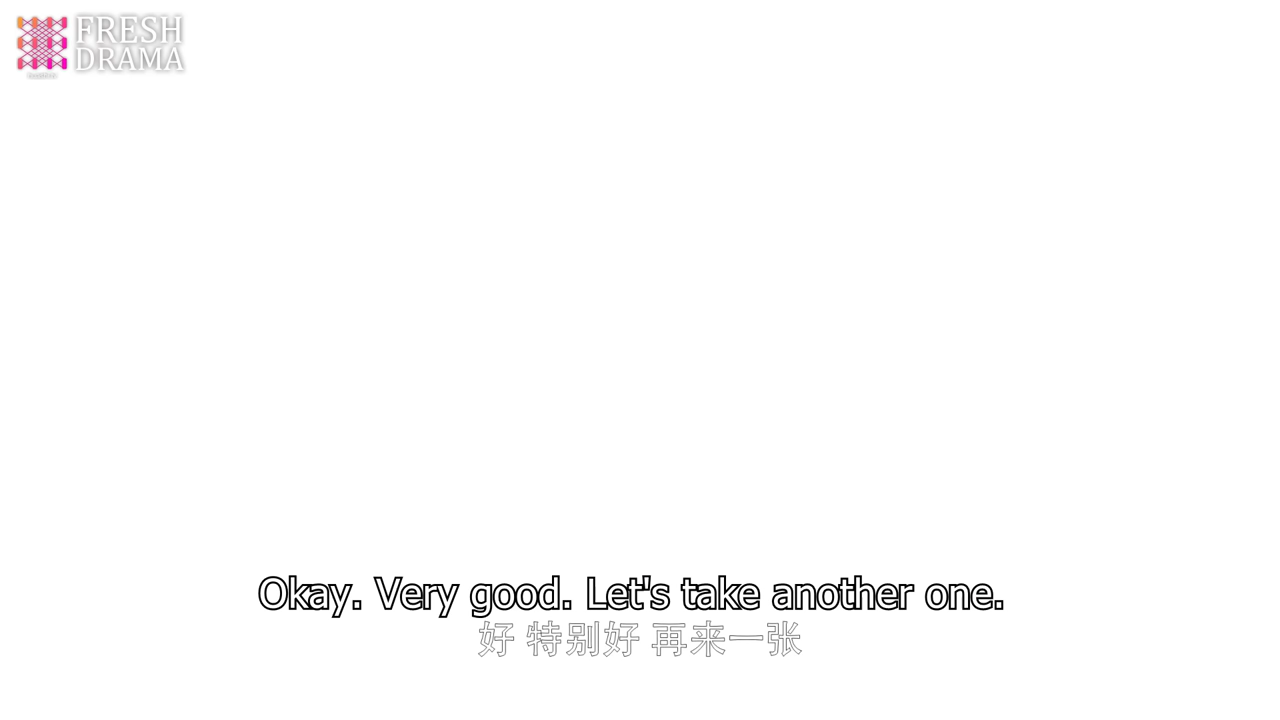 FRESH
DRAMA
Okay. Very good. Let's take another one.
好 特别好 再来一张